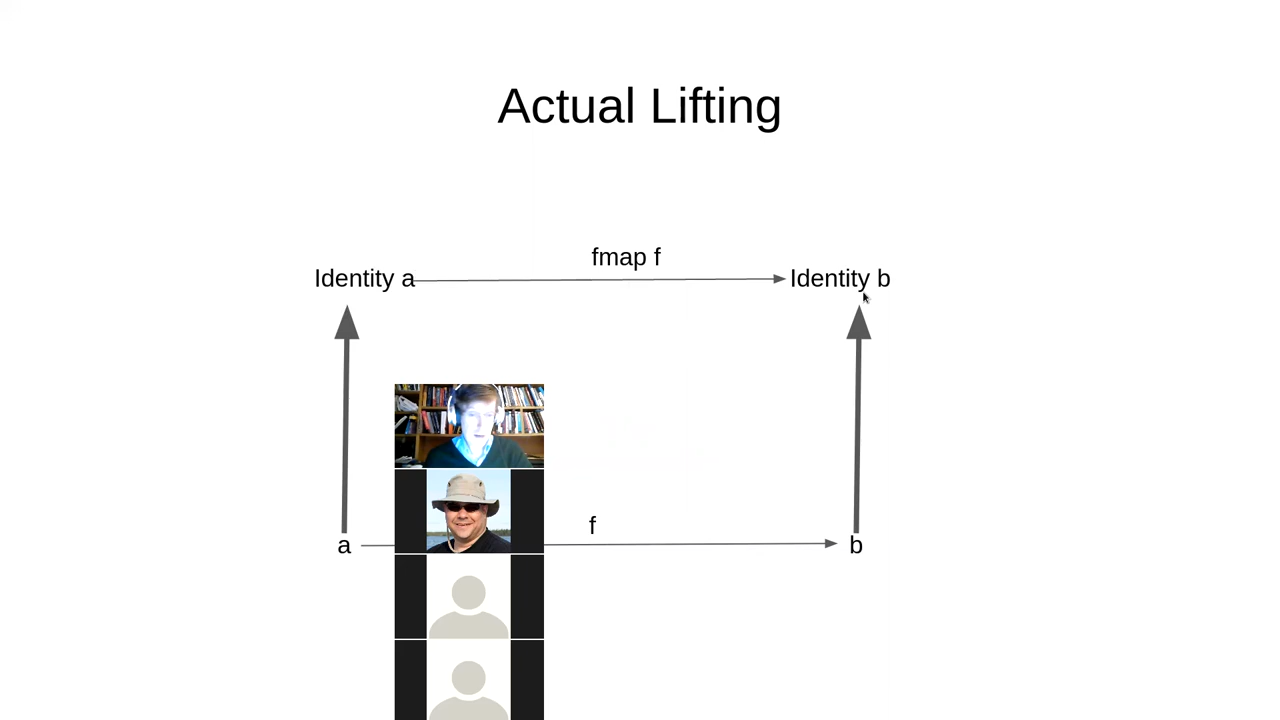 Actual Lifting
fmap f
Identity a
Identity b
f
a
b